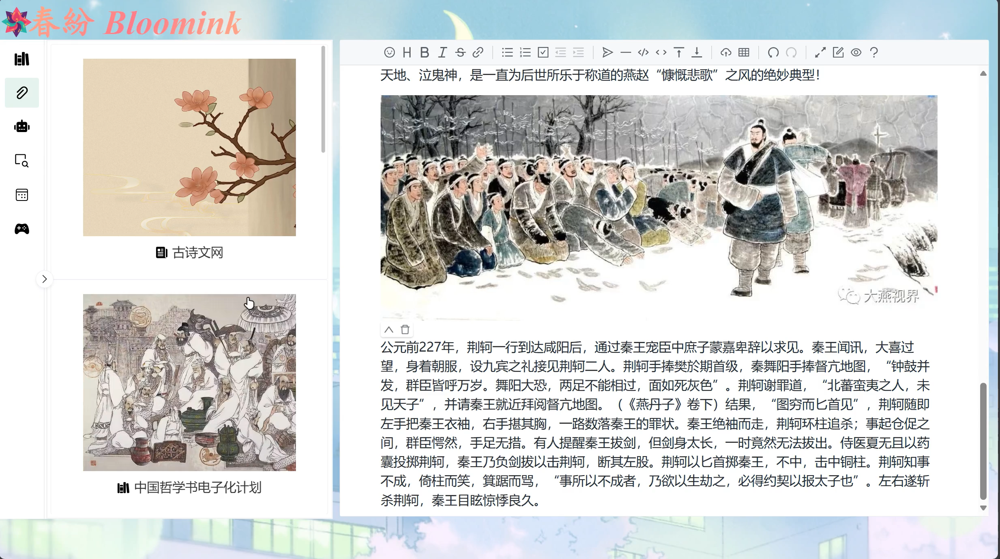 春紛 Bloomink
古诗文网
中国哲学书电子化计划
天地、泣鬼神，是一直为后世所乐于称道的燕赵“慷慨悲歌”之风的绝妙典型！
大燕视界
公元前227年，荆轲一行到达咸阳后，通过秦王宠臣中庶子蒙嘉卑辞以求见。秦王闻讯，大喜过
望，身着朝服，设九宾之礼接见荆轲二人。荆轲手捧樊於期首级，秦舞阳手捧督亢地图，“钟鼓并
发，群臣皆呼万岁。舞阳大恐，两足不能相过，面如死灰色”。荆轲谢罪道，“北蕃蛮夷之人，未
见天子”，并请秦王就近拜阅督亢地图。（《燕丹子》卷下）结果，“图穷而匕首见”，荆轲随即
左手把秦王衣袖，右手揕其胸，一路数落秦王的罪状。秦王绝袖而走，荆轲环柱追杀；事起仓促之
间，群臣愕然，手足无措。有人提醒秦王拔剑，但剑身太长，一时竟然无法拔出。侍医夏无且以药
囊投掷荆轲，秦王乃负剑拔以击荆轲，断其左股。荆轲以匕首掷秦王，不中，击中铜柱。荆轲知事
不成，倚柱而笑，箕踞而骂，“事所以不成者，乃欲以生劫之，必得约契以报太子也”。左右遂斩
杀荆轲，秦王目眩惊悸良久。